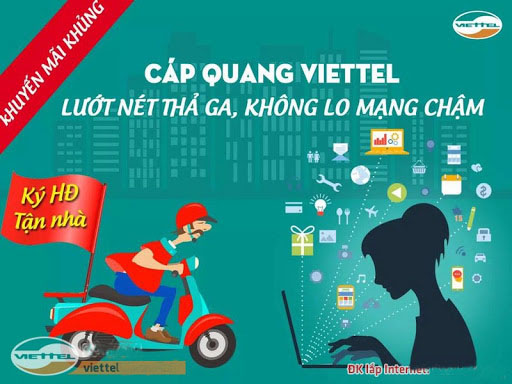 KHUYẾN MÃI KHỦNG
VIETTEL
CÁP QUANG VIETTEL
LƯỚT NÉT THẢ GA, KHÔNG LO MẠNG CHẬM
Ký HĐ
Tận nhà
VIETTEL
viettel
ĐK lắp Internet: